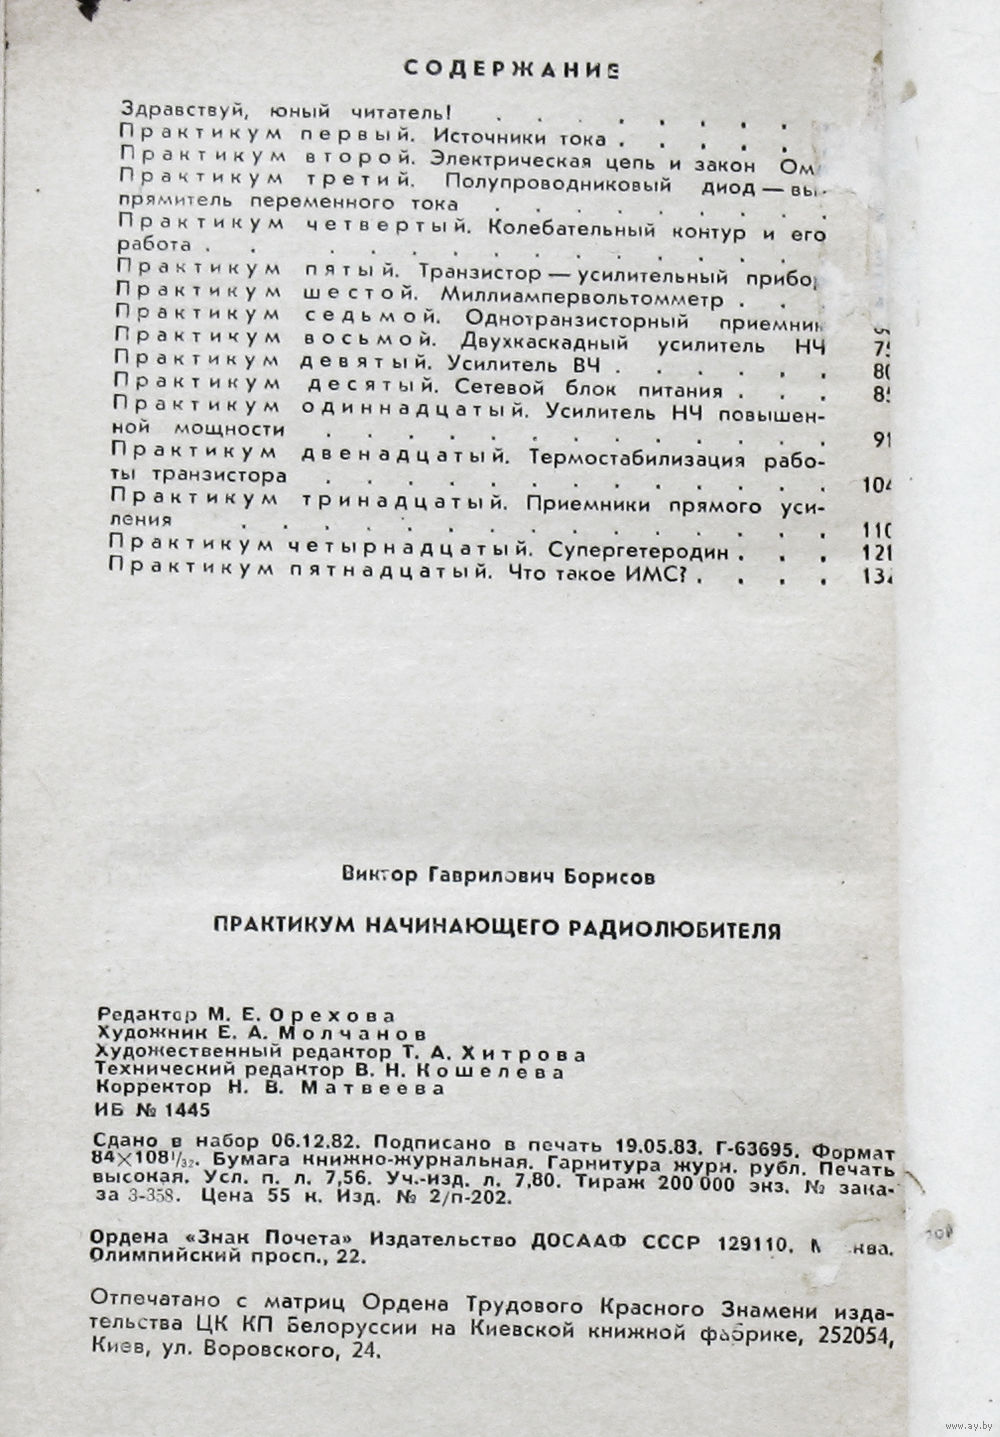 СОДЕРЖАНИЕ
Здравствуй, юный читатель! . . . . . . .
Практикум первый. Источники тока . . . . .
Практикум второй. Электрическая цепь и закон
Практикум третий. Полупроводниковый диод — вы-
прямитель переменного тока . . . . . . . . .
Практикум четвертый. Колебательный контур и его
работа . . . . . . . . . . . . .
Практикум пятый. Транзистор — усилительный
Практикум шестой. Миллиампервольтомметр . . .
Практикум седьмой. Однотранзисторный
Практикум восьмой. Двухкаскадный усилитель НЧ
Практикум девятый. Усилитель ВЧ . . . . . . 80
Практикум десятый. Сетевой блок питания . . .
Практикум одиннадцатый. Усилитель НЧ повышен-
ной мощности . . . . . . . . . . . . . 91
Практикум двенадцатый. Термостабилизация рабо-
ты транзистора . . . . . . . . . . . . . 104
Практикум тринадцатый. Приемники прямого уси-
ления . . . . . . . . . . . . . . . 110
Практикум четырнадцатый. Супергетеродин . . . 121
Практикум пятнадцатый. Что такое ИМС? . . . .
Виктор Гаврилович Борисов
ПРАКТИКУМ НАЧИНАЮЩЕГО РАДИОЛЮБИТЕЛЯ
Редактор М. Е. Орехова
Художник Е. А. Молчанов
Художественный редактор Т. А. Хитрова
Технический редактор В. Н. Кошелева
Корректор Н. В. Матвеева
ИБ № 1445
Сдано в набор 06.12.82. Подписано в печать 19.05.83. Г-63695. Формат
84×108¹/₃₂. Бумага книжно-журнальная. Гарнитура журн. рубл. Печать
высокая. Усл. п. л. 7,56. Уч.-изд. л. 7,80. Тираж 200 000 экз. № зака-
за 3-358. Цена 55 к. Изд. № 2/п-202.
Ордена «Знак Почета» Издательство ДОСААФ СССР 129110,
Олимпийский просп., 22.
Отпечатано с матриц Ордена Трудового Красного Знамени изда-
тельства ЦК КП Белоруссии на Киевской книжной фабрике, 252054,
Киев, ул. Воровского, 24.
www.ay.by